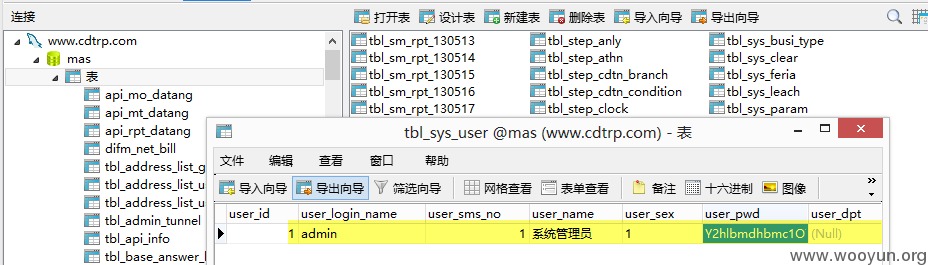 连接
打开表 设计表 新建表 删除表 导入向导 导出向导
www.cdtrp.com
mas
表
api_mo_datang
api_mt_datang
api_rpt_datang
difm_net_bill
tbl_address_list_g
tbl_address_list_us
tbl_address_list_u
tbl_admin_tunnel
tbl_api_info
tbl_base_answer_l
tbl_sm_rpt_130513 tbl_step_anly tbl_sys_busi_type
tbl_sm_rpt_130514 tbl_step_athn tbl_sys_clear
tbl_sm_rpt_130515 tbl_step_cdtn_branch tbl_sys_feria
tbl_sm_rpt_130516 tbl_step_cdtn_condition tbl_sys_leach
tbl_sm_rpt_130517 tbl_step_clock tbl_sys_param
tbl_sys_user @mas (www.cdtrp.com) - 表
文件 编辑 查看 窗口 帮助
导入向导 导出向导 筛选向导 网格查看 表单查看 备注 十六进制 图像
user_id user_login_name user_sms_no user_name user_sex user_pwd user_dpt
1 admin 1 系统管理员 1 Y2hlbmdhbmc1O (Null)
www.wooyun.org